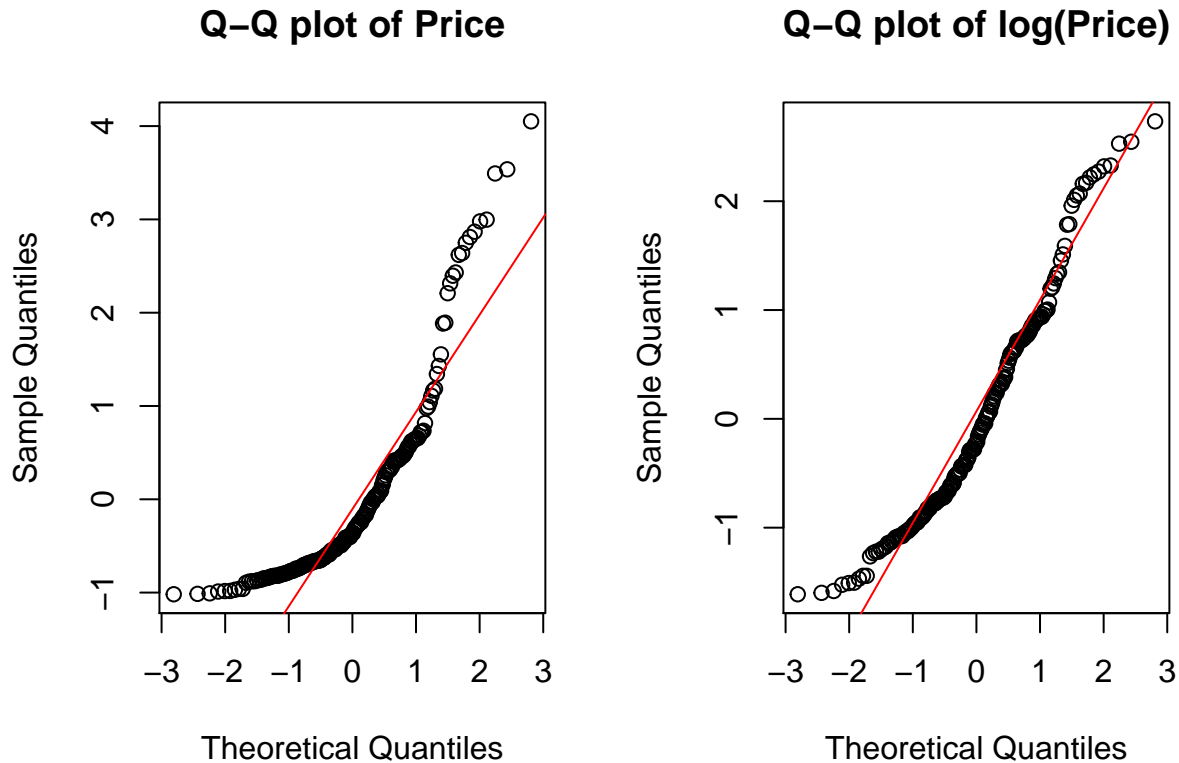 Q−Q plot of Price
Sample Quantiles
4
3
2
1
0
−1
−3 −2 −1 0 1 2 3
Theoretical Quantiles
Q−Q plot of log(Price)
Sample Quantiles
2
1
0
−1
−3 −2 −1 0 1 2 3
Theoretical Quantiles